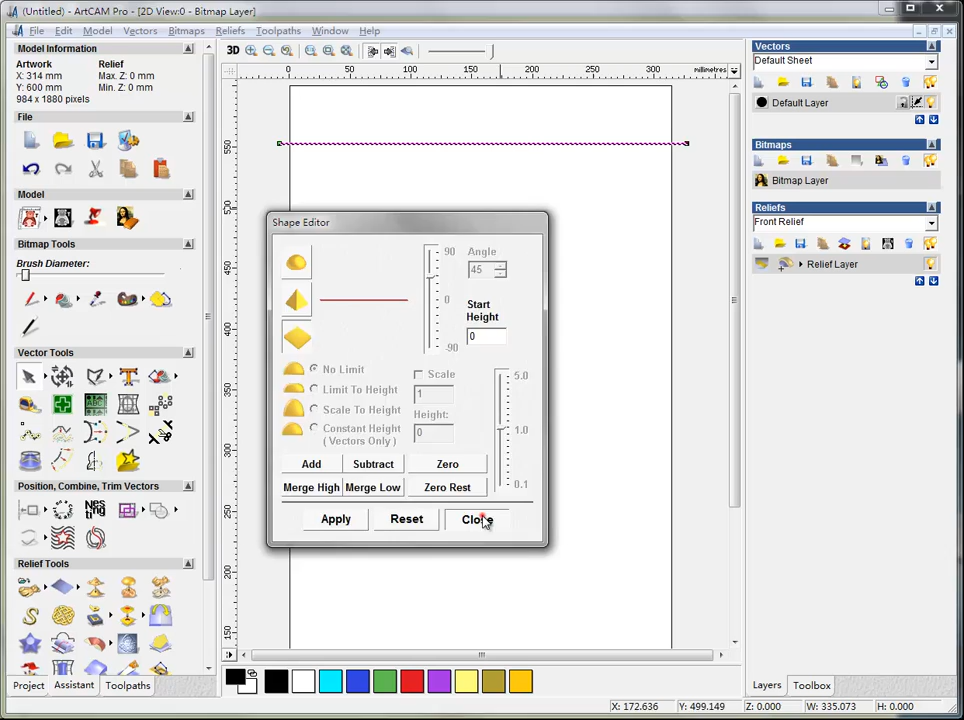 (Untitled) - ArtCAM Pro - [2D View:0 - Bitmap Layer]
File Edit Model Vectors Bitmaps Reliefs Toolpaths Window Help
Model Information
Artwork Relief
X: 314 mm Max. Z: 0 mm
Y: 600 mm Min. Z: 0 mm
984 x 1880 pixels
File
Model
Bitmap Tools
Brush Diameter:
Vector Tools
Position, Combine, Trim Vectors
Nesting
Relief Tools
Project Assistant Toolpaths
3D
0 50 100 150 200 250 300 millimetres
550
500
450
400
350
300
250
200
150
Shape Editor
90 Angle
45
0 Start
Height
0
-90
No Limit Scale 5.0
Limit To Height 1
Scale To Height Height: 1.0
Constant Height 0
( Vectors Only )
Add Subtract Zero 0.1
Merge High Merge Low Zero Rest
Apply Reset Close
Vectors
Default Sheet
Default Layer
Bitmaps
Bitmap Layer
Reliefs
Front Relief
Relief Layer
Layers Toolbox
X: 172.636 Y: 499.149 Z: 0.000 W: 335.073 H: 0.000